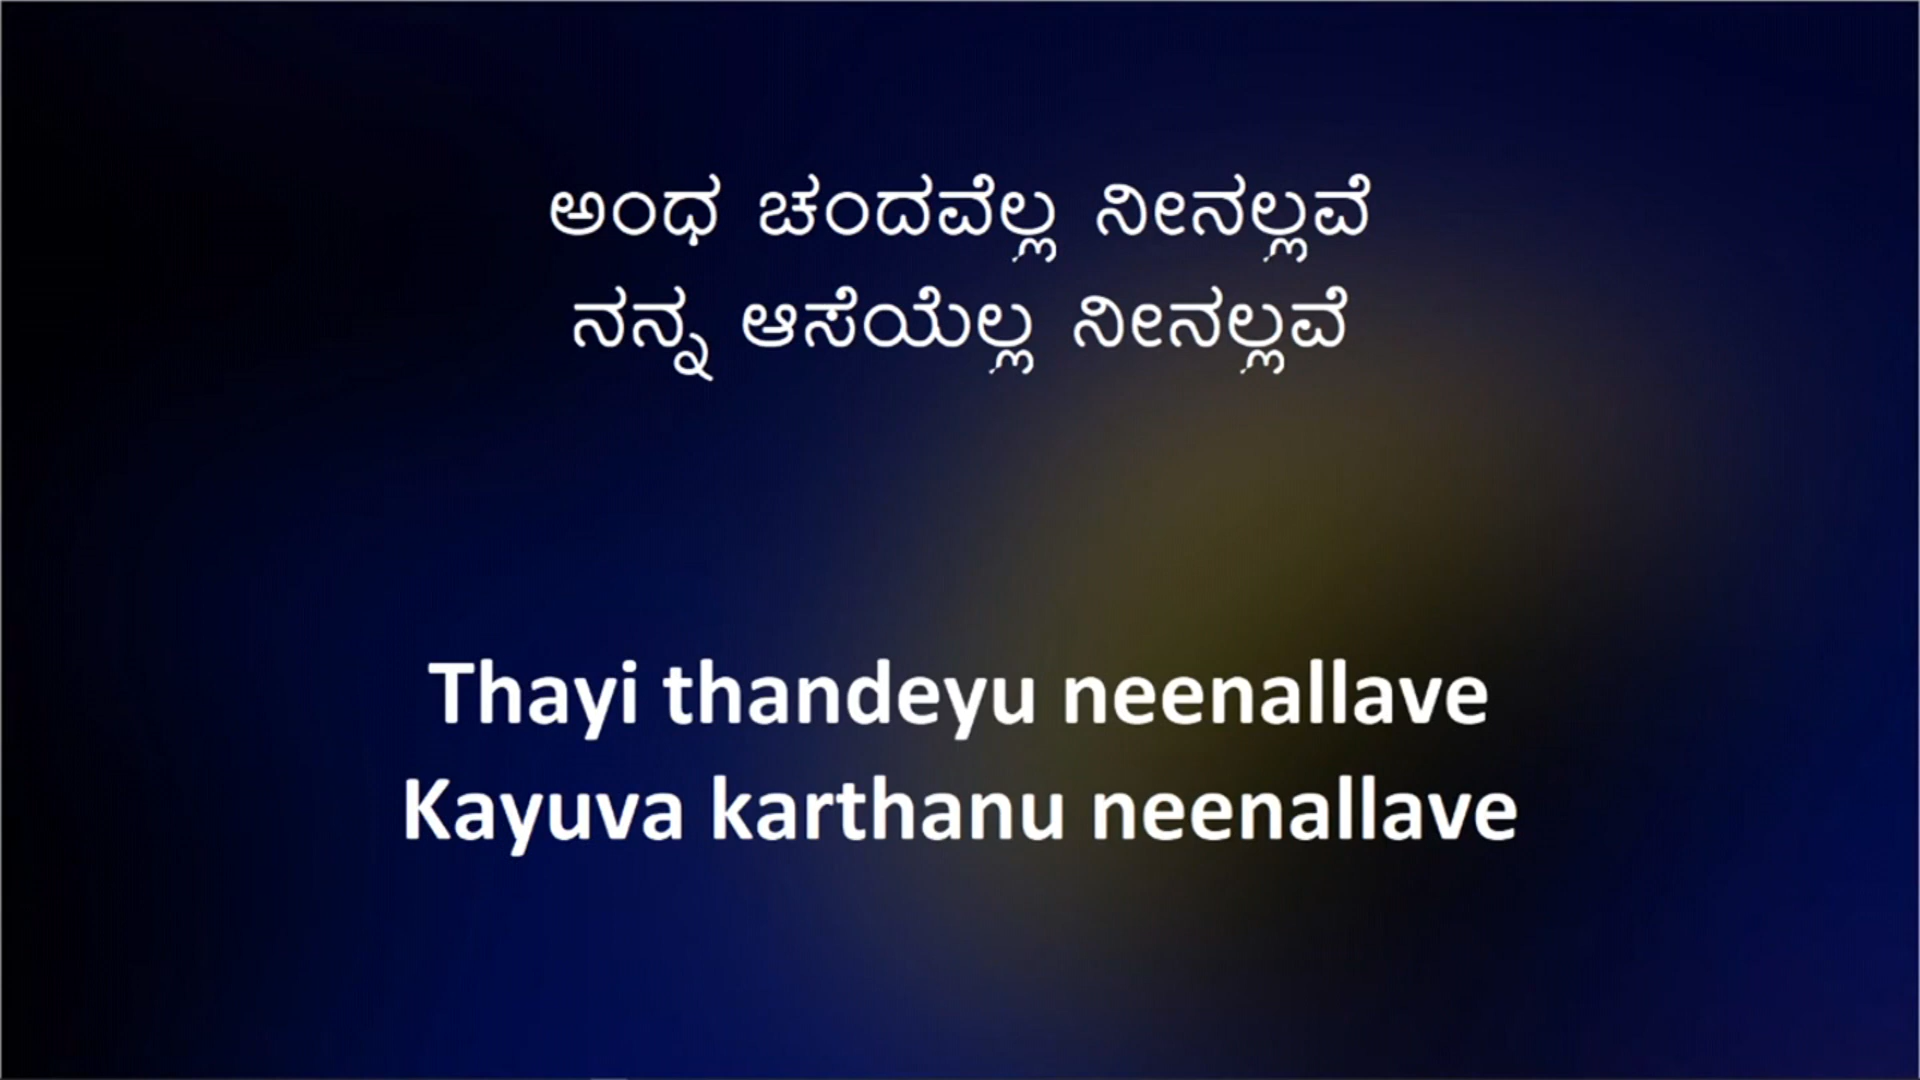 ಅಂಧ ಚಂದವೆಲ್ಲ ನೀನಲ್ಲವೆ
ನನ್ನ ಆಸೆಯೆಲ್ಲ ನೀನಲ್ಲವೆ
Thayi thandeyu neenallave
Kayuva karthanu neenallave